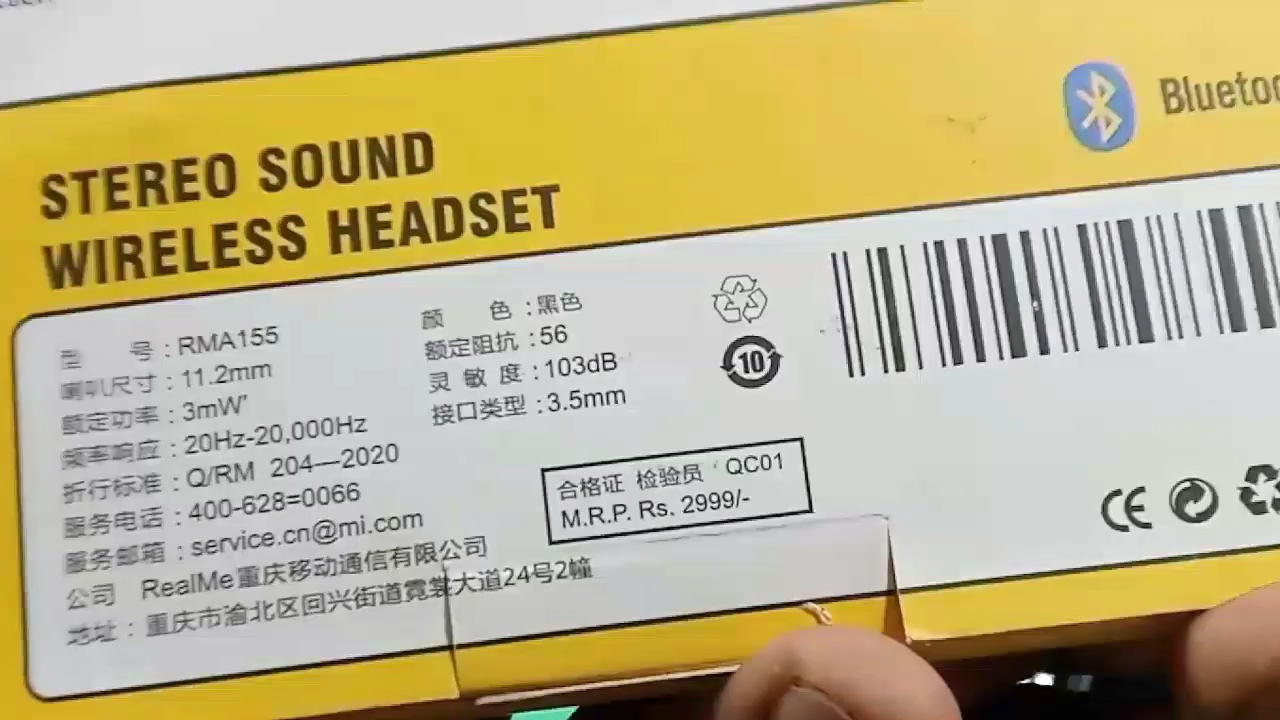 STEREO SOUND
WIRELESS HEADSET
型 号 : RMA155
喇叭尺寸 : 11.2mm
额定功率 : 3mW'
频率响应 : 20Hz-20,000Hz
折行标准 : Q/RM 204—2020
服务电话 : 400-628=0066
服务邮箱 : service.cn@mi.com
公司 RealMe重庆移动通信有限公司
地址 : 重庆市渝北区回兴街道霓裳大道24号2幢
颜 色 : 黑色
额定阻抗 : 56
灵 敏 度 : 103dB
接口类型 : 3.5mm
10
合格证 检验员 ' QC01
M.R.P. Rs. 2999/-
CE